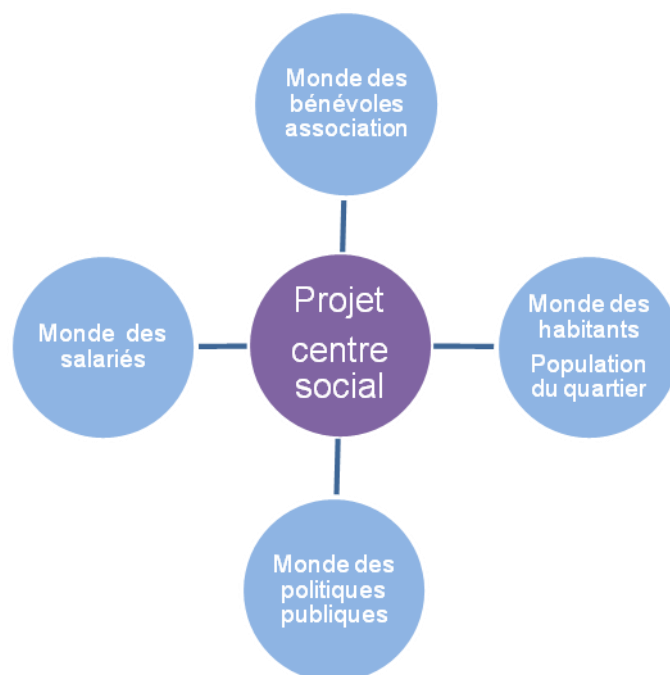 Monde des
bénévoles
association
Monde des
salariés
Projet
centre
social
Monde des
habitants
Population
du quartier
Monde des
politiques
publiques